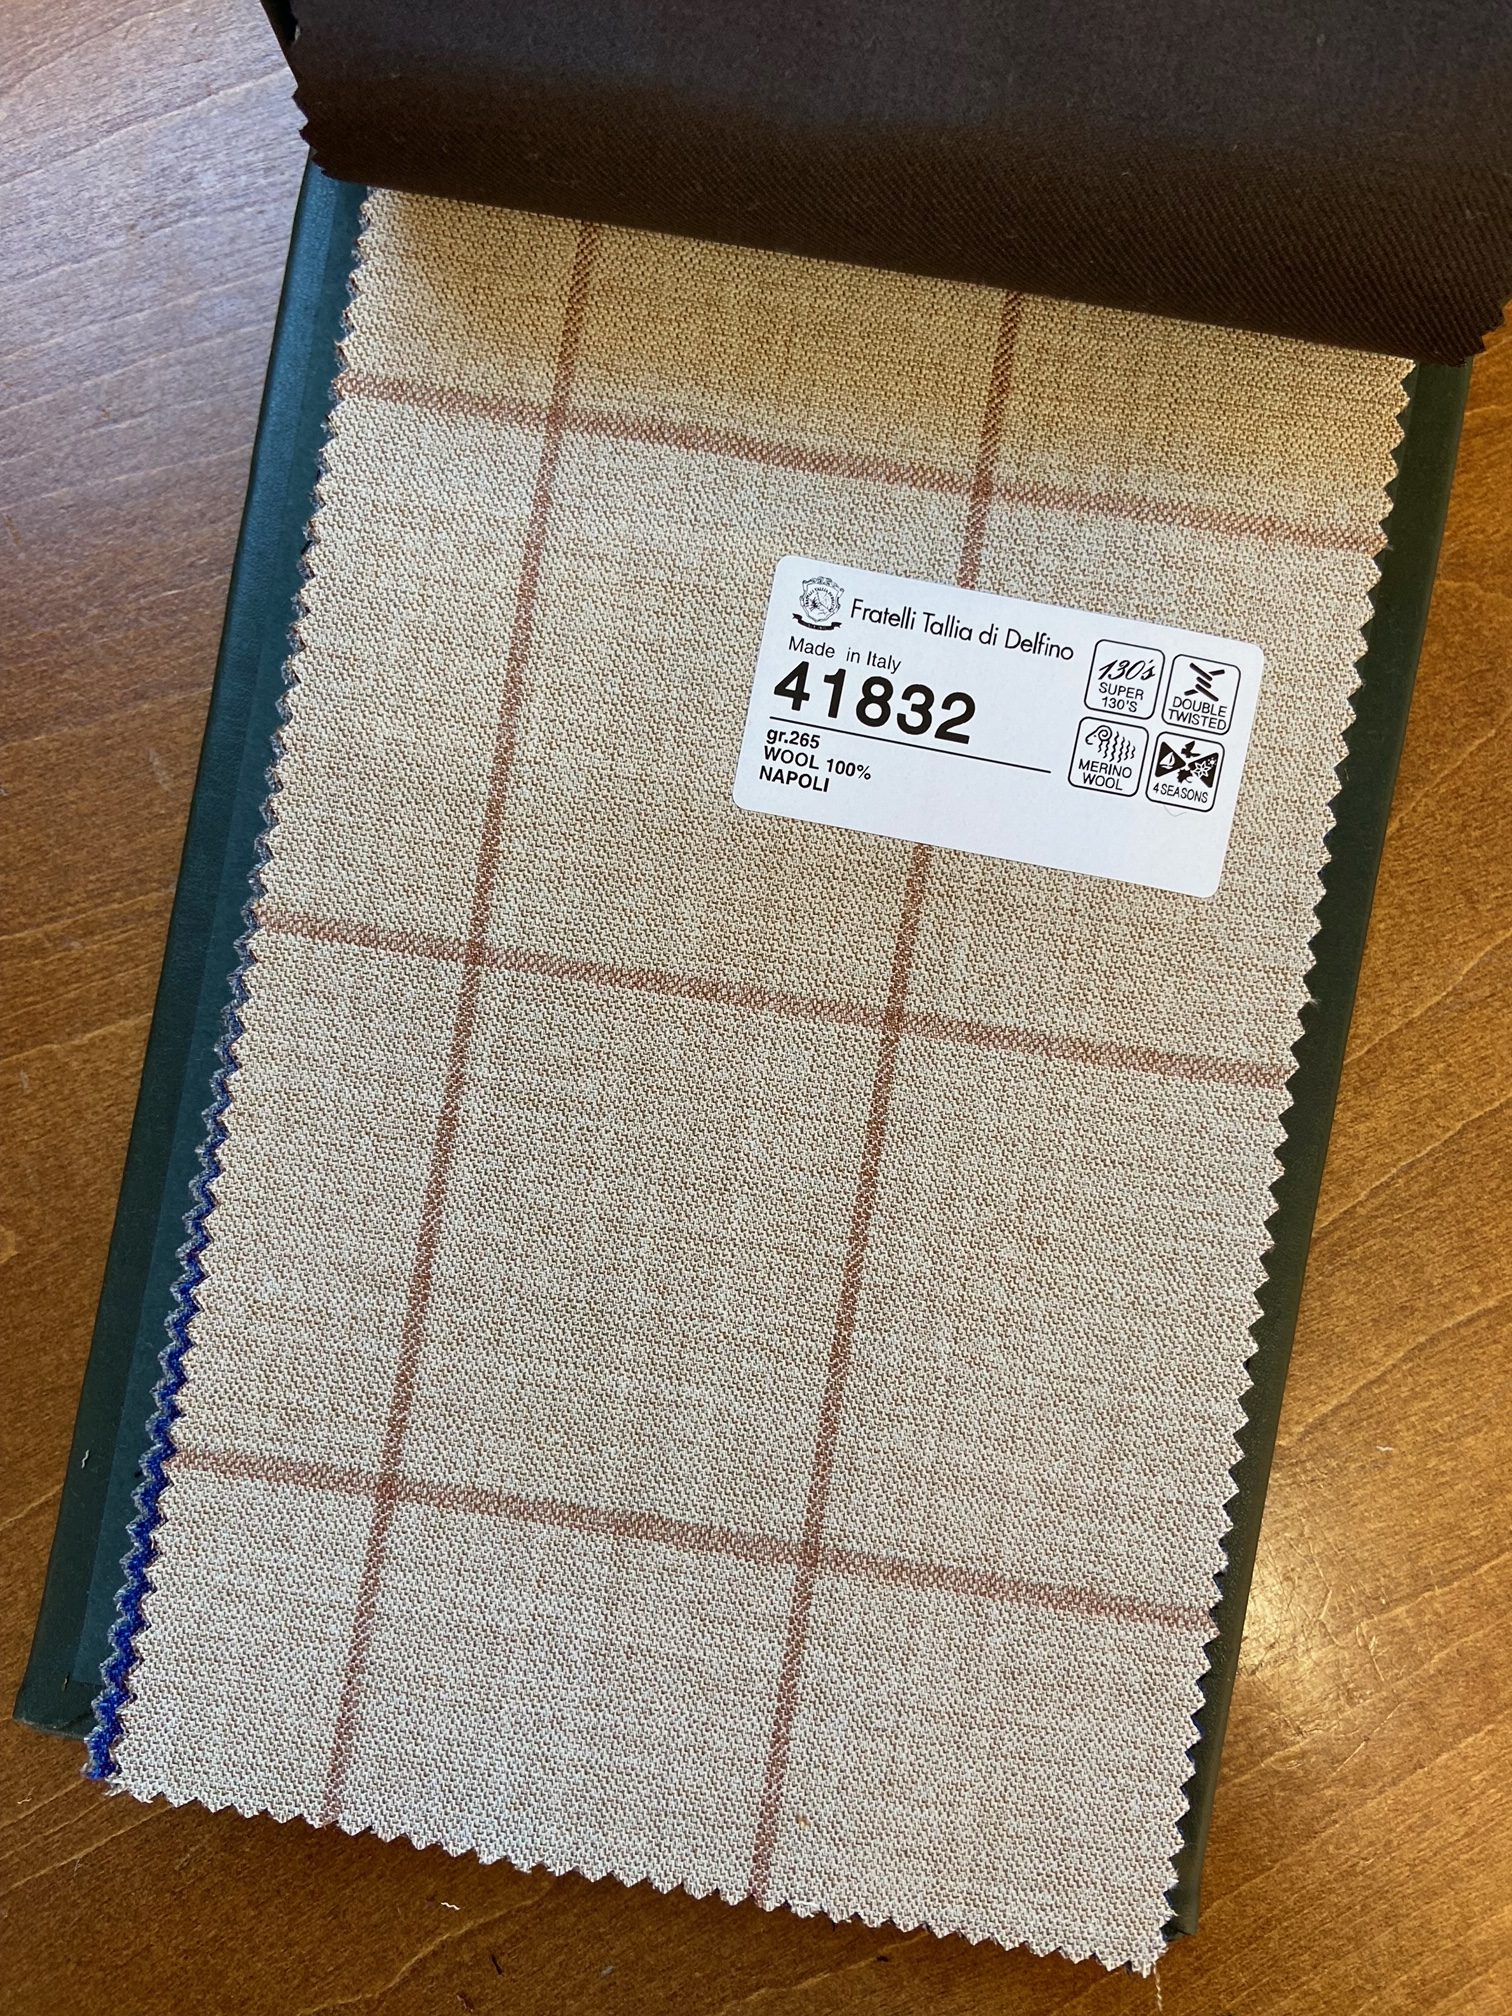 Fratelli Tallia di Delfino
Made in Italy
41832
gr.265
WOOL 100%
NAPOLI
130's
SUPER
130'S
DOUBLE
TWISTED
MERINO
WOOL
4 SEASONS